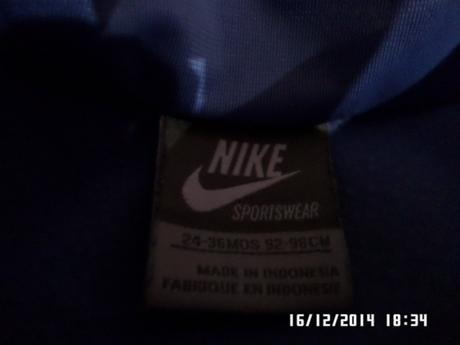 NIKE
SPORTSWEAR
24-36MOS 92-98CM
MADE IN INDONESIA
FABRIQUE EN INDONESIE
16/12/2014 18:34